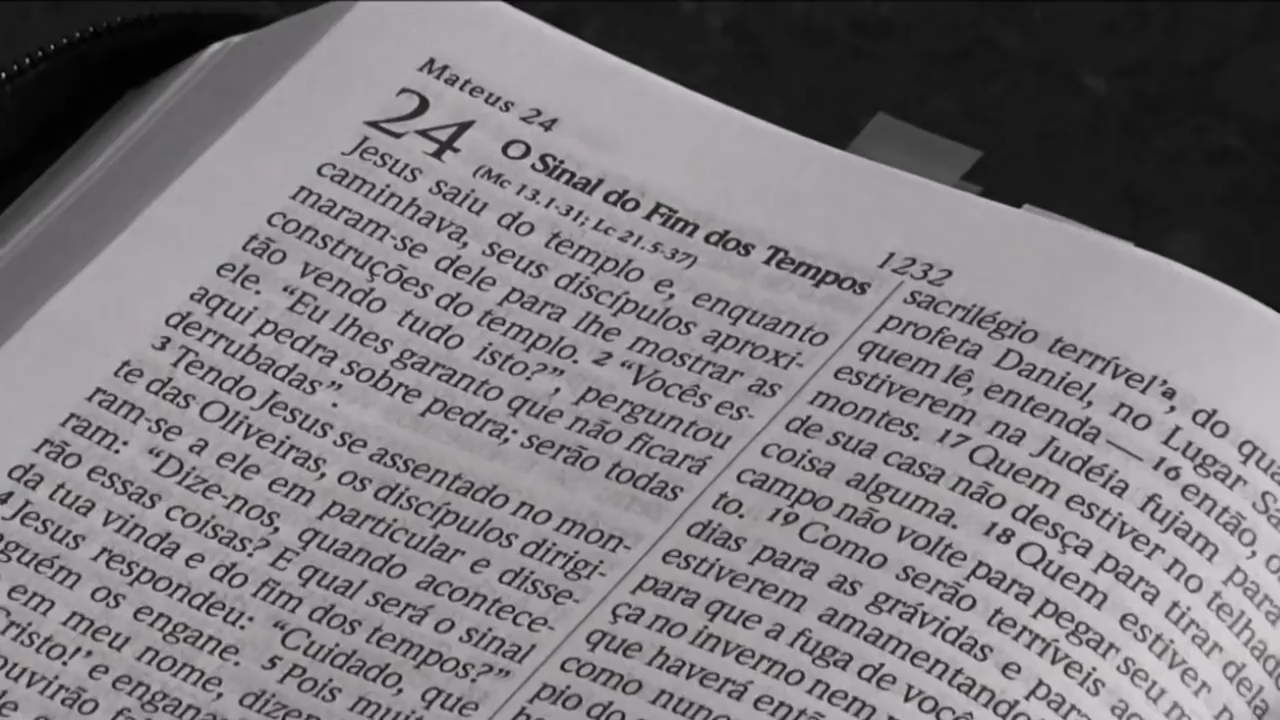 Mateus 24
1232
24 O Sinal do Fim dos Tempos
(Mc 13.1-31; Lc 21.5-37)
Jesus saiu do templo e, enquanto
caminhava, seus discípulos aproxi-
maram-se dele para lhe mostrar as
construções do templo. 2 “Vocês es-
tão vendo tudo isto?”, perguntou
ele. “Eu lhes garanto que não ficará
aqui pedra sobre pedra; serão todas
derrubadas”.
3 Tendo Jesus se assentado no mon-
te das Oliveiras, os discípulos dirigi-
ram-se a ele em particular e disse-
ram: “Dize-nos, quando acontece-
rão essas coisas? E qual será o sinal
da tua vinda e do fim dos tempos?”
4 Jesus respondeu: “Cuidado, que
os engane. 5 Pois
em meu nome,
sacrilégio terrível’a, do
profeta Daniel, no Lugar
quem lê, entenda — 16 então,
estiverem na Judéia fujam para
montes. 17 Quem estiver no telhado
de sua casa não desça para tirar dela
coisa alguma. 18 Quem estiver
campo não volte para pegar seu
to. 19 Como serão terríveis
dias para as grávidas e para
estiverem amamentando
para que a fuga de
ça no inverno nem
que haverá
como